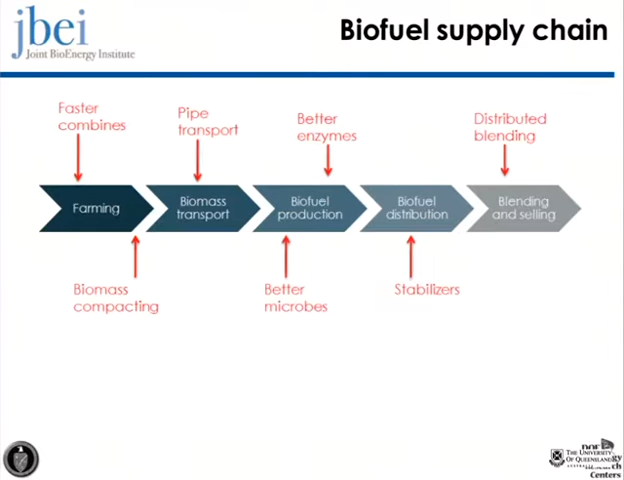 jbei
Joint BioEnergy Institute
Biofuel supply chain
Faster
combines
Pipe
transport
Better
enzymes
Distributed
blending
Farming
Biomass
transport
Biofuel
production
Biofuel
distribution
Blending
and selling
Biomass
compacting
Better
microbes
Stabilizers
THE UNIVERSITY
OF QUEENSLAND
Centers